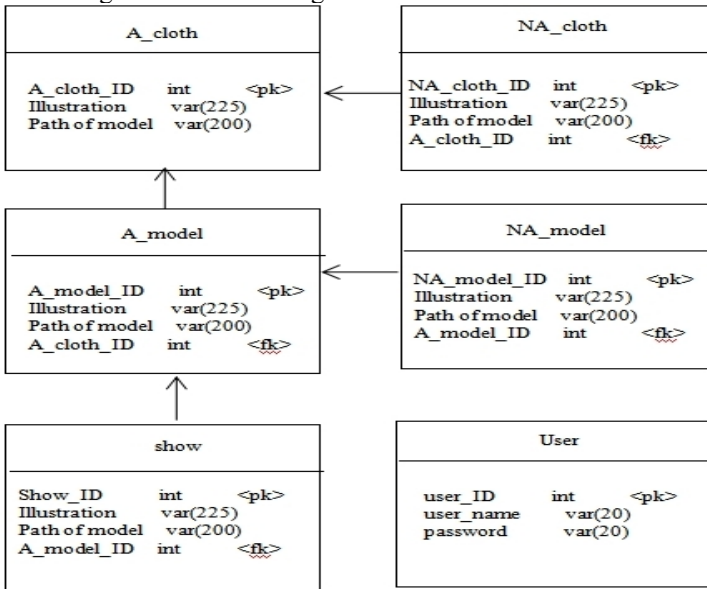 A_cloth
A_cloth_ID int <pk>
Illustration var(225)
Path of model var(200)
NA_cloth
NA_cloth_ID int <pk>
Illustration var(225)
Path of model var(200)
A_cloth_ID int <fk>
A_model
A_model_ID int <pk>
Illustration var(225)
Path of model var(200)
A_cloth_ID int <fk>
NA_model
NA_model_ID int <pk>
Illustration var(225)
Path of model var(200)
A_model_ID int <fk>
show
Show_ID int <pk>
Illustration var(225)
Path of model var(200)
A_model_ID int <fk>
User
user_ID int <pk>
user_name var(20)
password var(20)